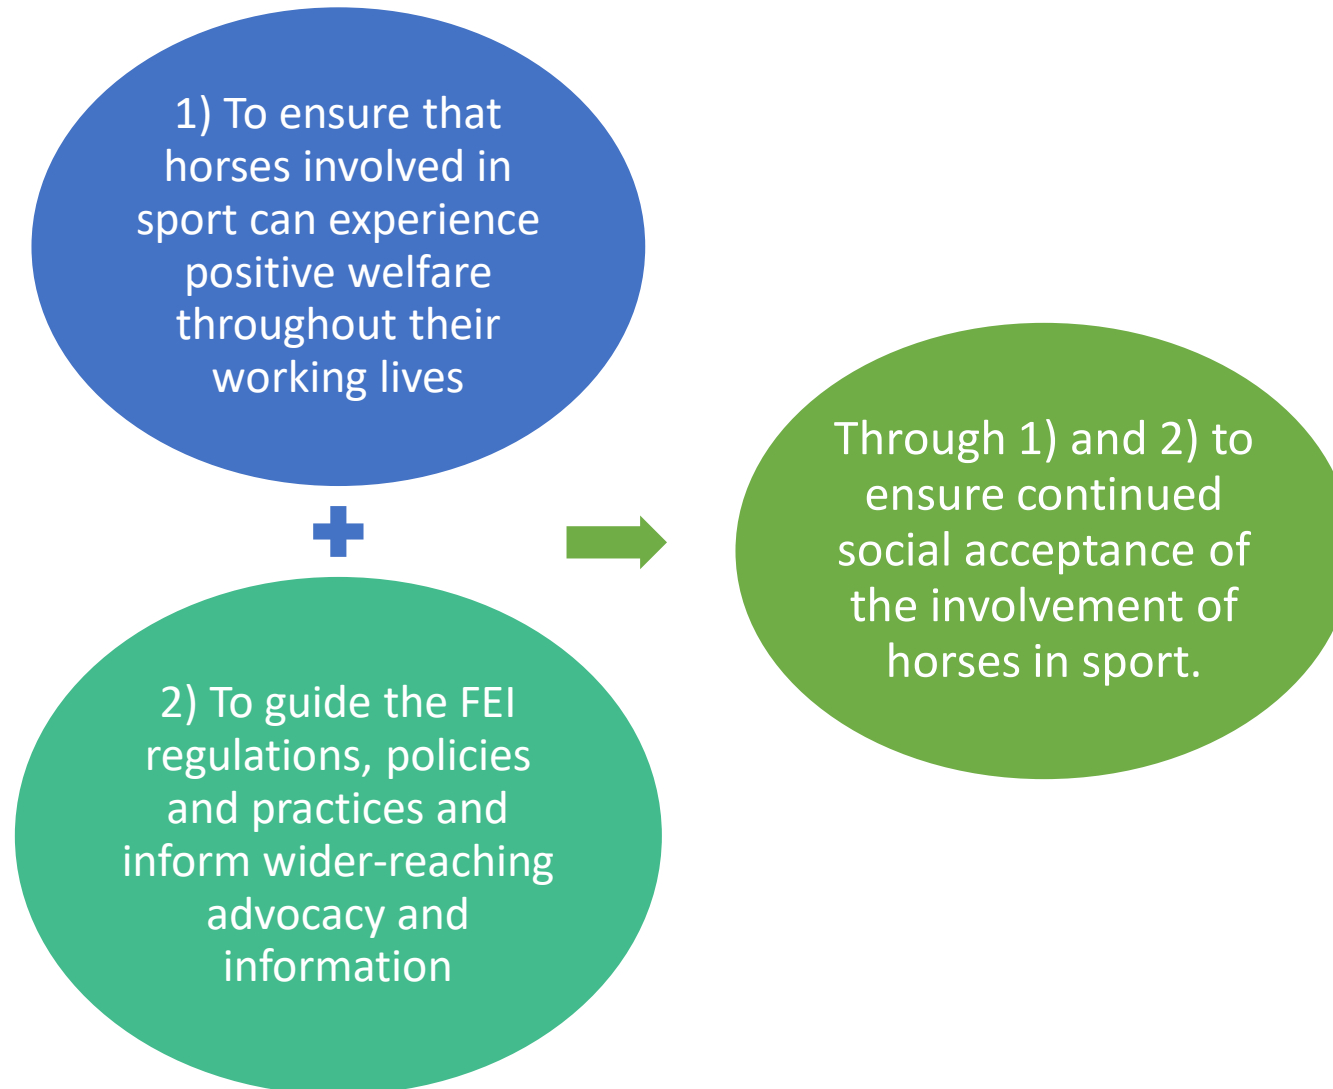 1) To ensure that
horses involved in
sport can experience
positive welfare
throughout their
working lives
2) To guide the FEI
regulations, policies
and practices and
inform wider-reaching
advocacy and
information
Through 1) and 2) to
ensure continued
social acceptance of
the involvement of
horses in sport.